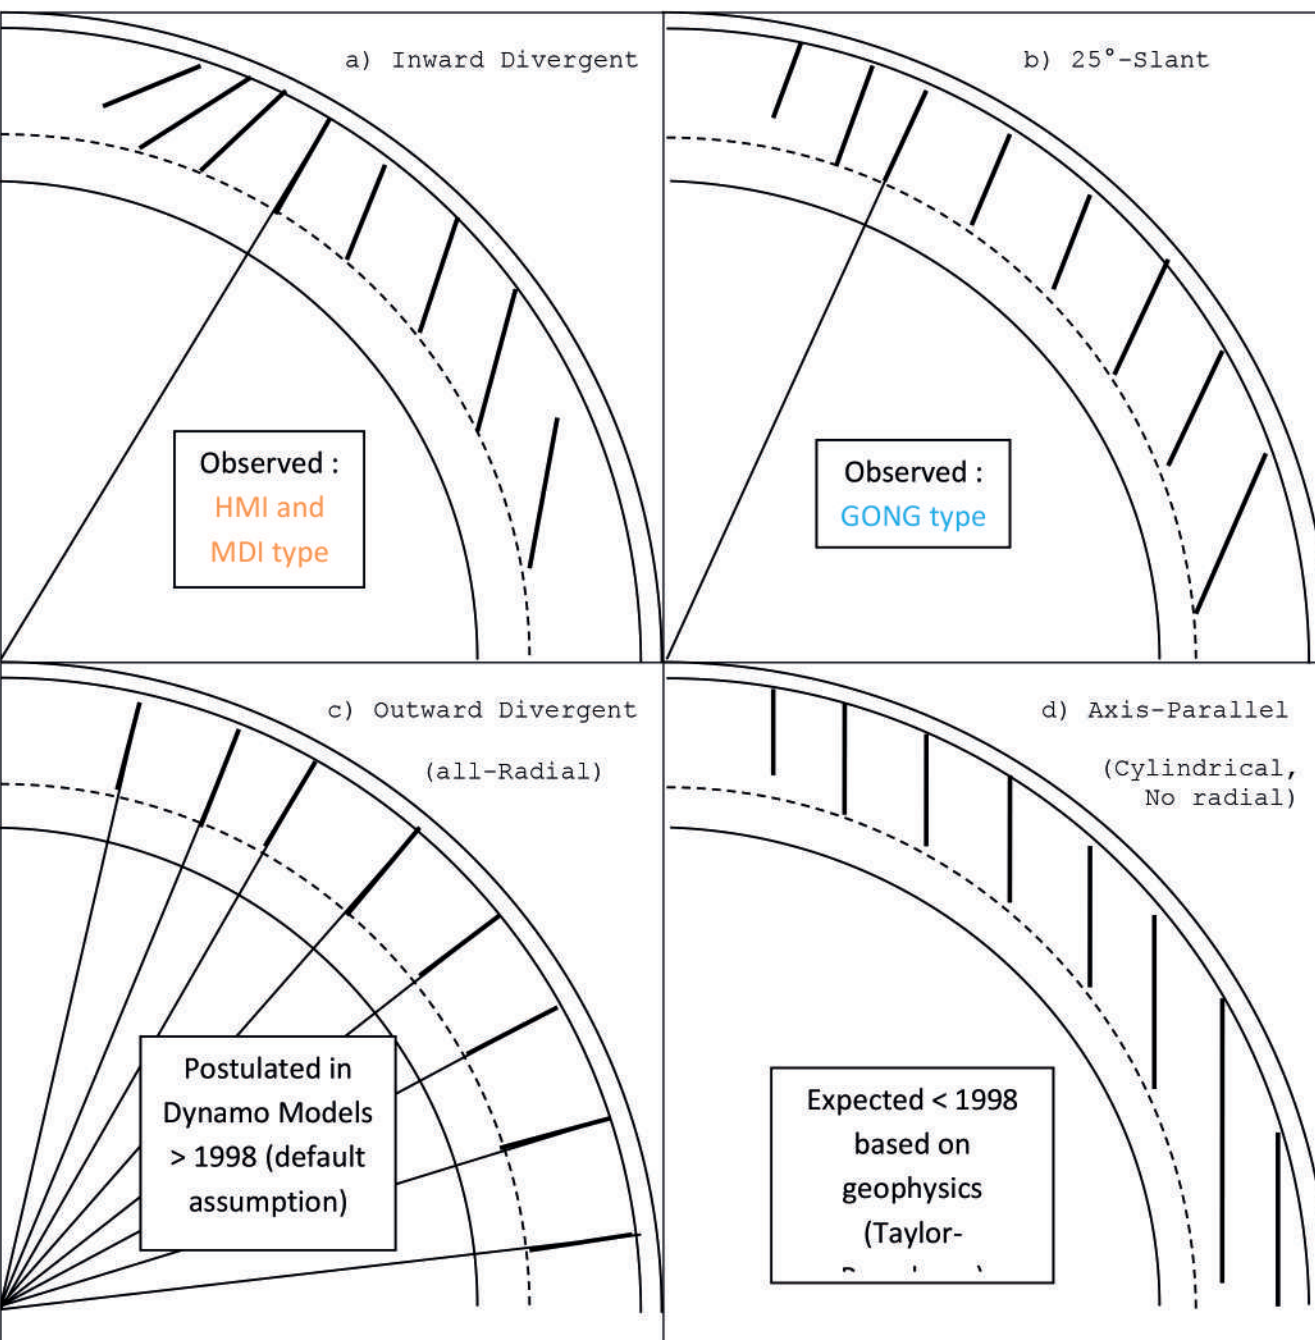 a) Inward Divergent
Observed :
HMI and
MDI type
b) 25°-Slant
Observed :
GONG type
c) Outward Divergent
(all-Radial)
Postulated in
Dynamo Models
> 1998 (default
assumption)
d) Axis-Parallel
(Cylindrical,
No radial)
Expected < 1998
based on
geophysics
(Taylor-